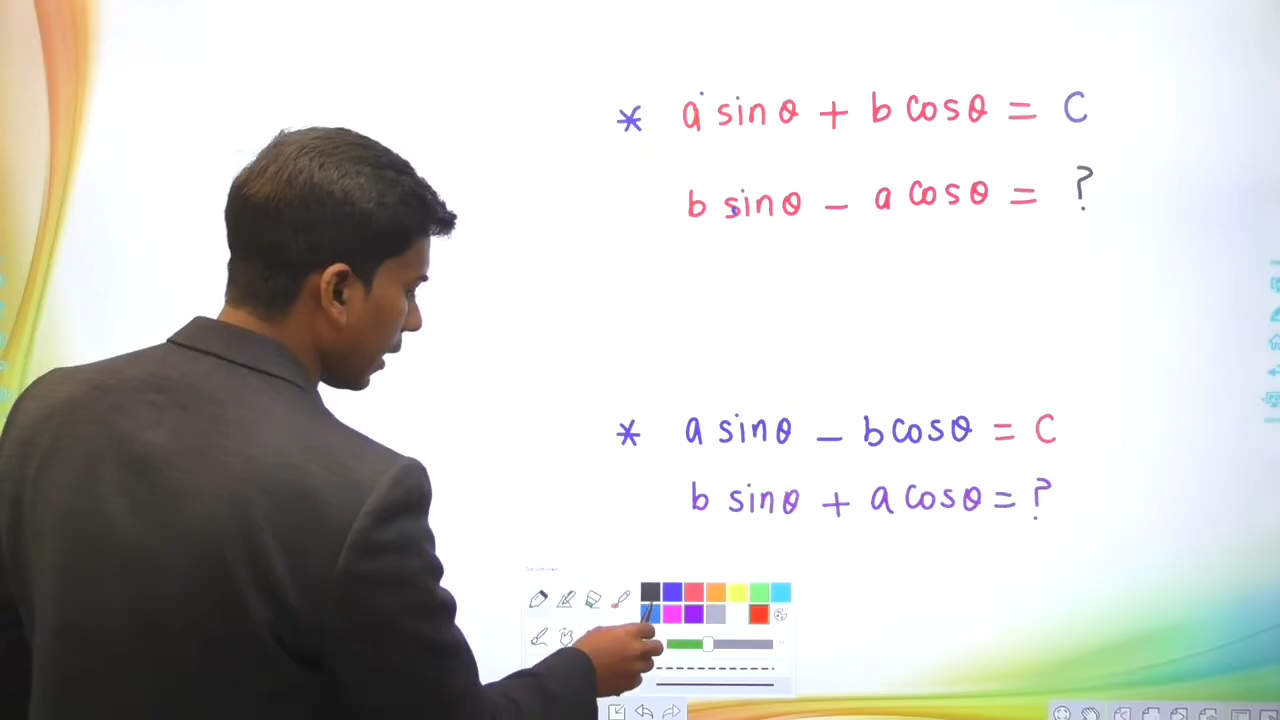 * a sinθ + b cosθ = C
b sinθ - a cosθ = ?
* a sinθ - b cosθ = C
b sinθ + a cosθ = ?